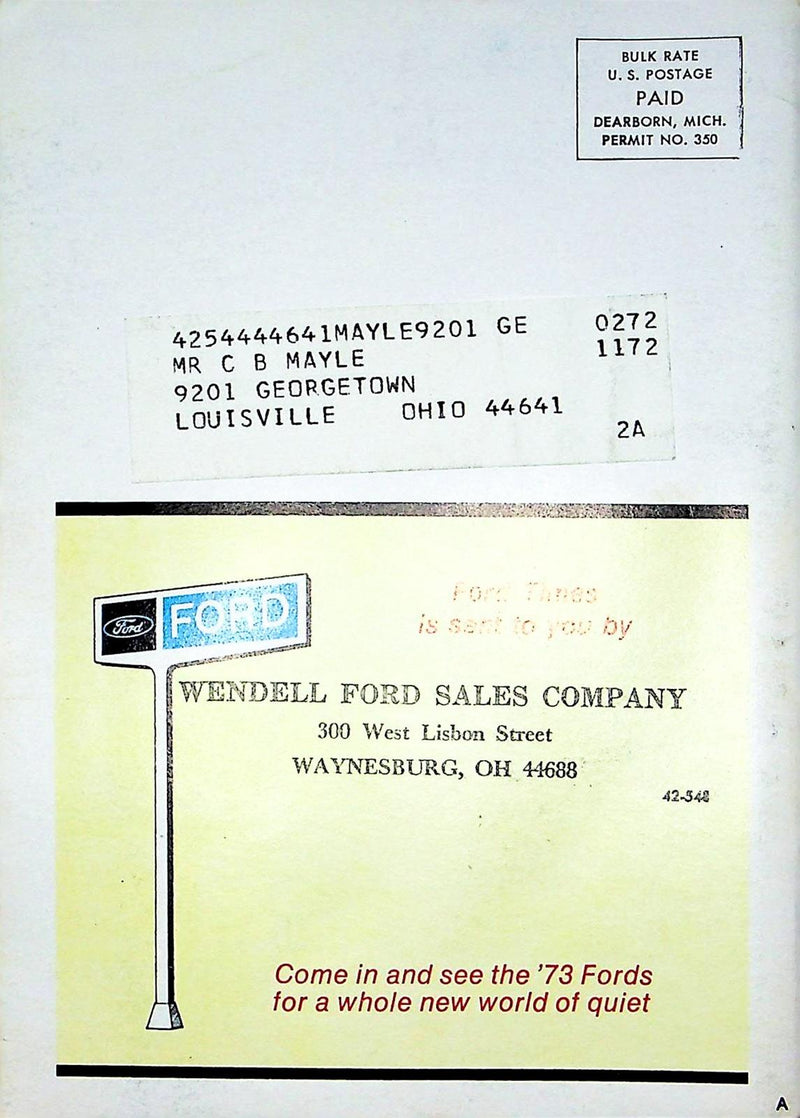 BULK RATE
U. S. POSTAGE
PAID
DEARBORN, MICH.
PERMIT NO. 350
4254444641MAYLE9201 GE 0272
MR C B MAYLE 1172
9201 GEORGETOWN
LOUISVILLE OHIO 44641
2A
Ford FORD
Ford Times
is sent to you by
WENDELL FORD SALES COMPANY
300 West Lisbon Street
WAYNESBURG, OH 44688
42-548
Come in and see the '73 Fords
for a whole new world of quiet
A